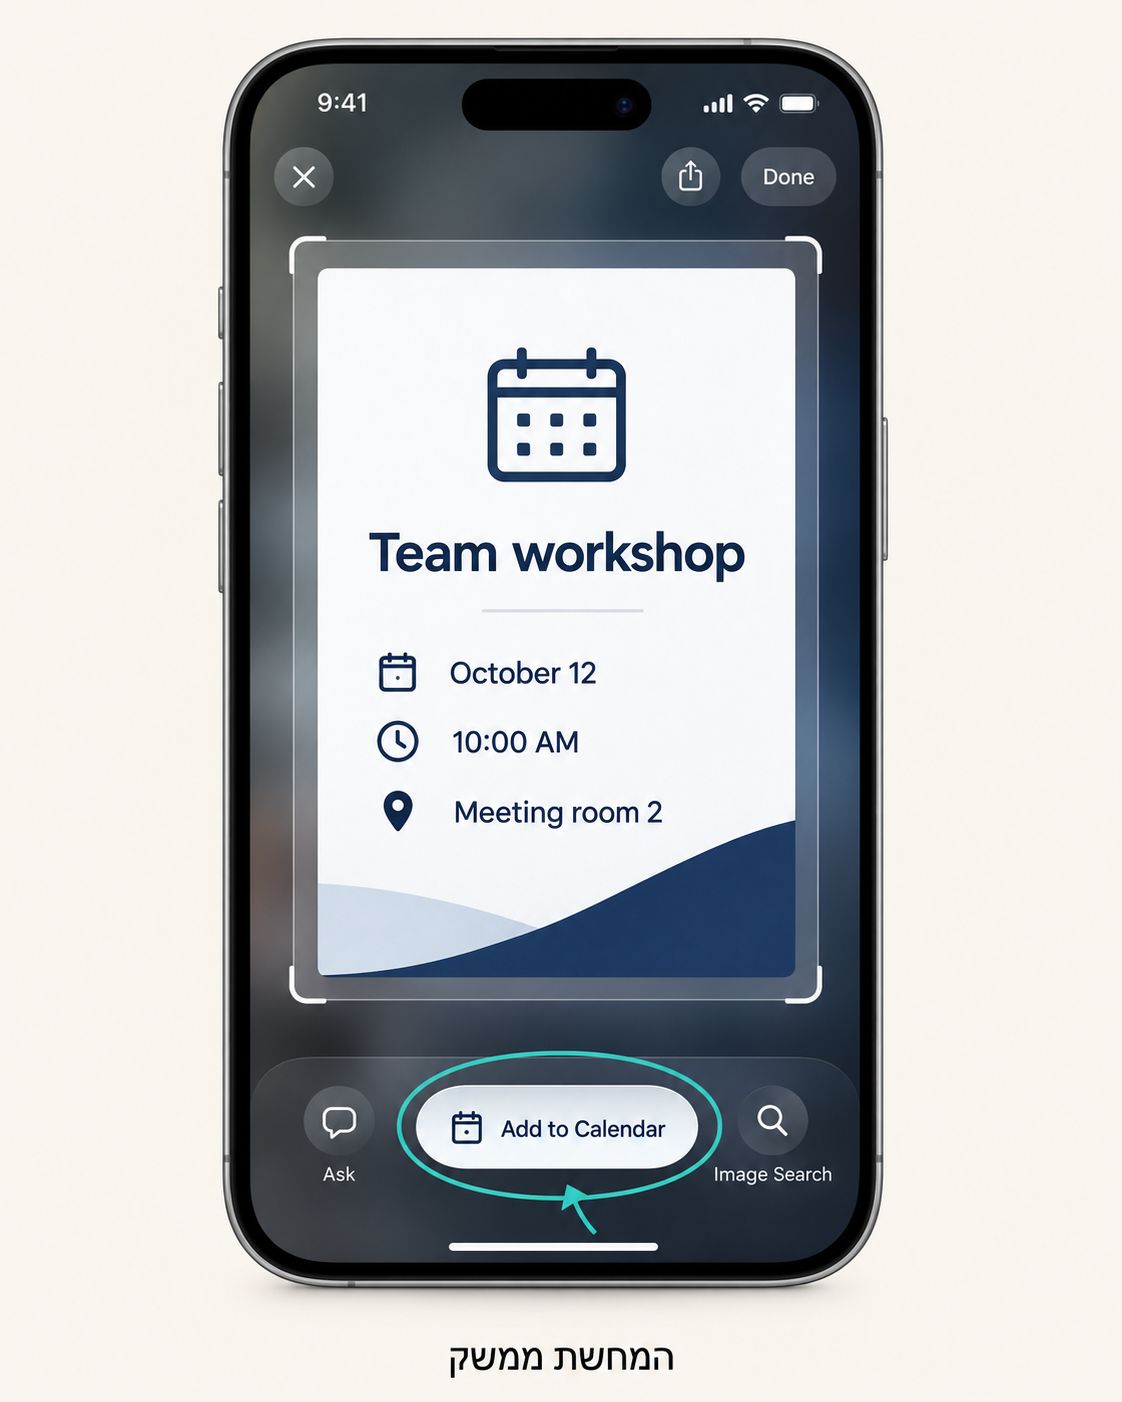 9:41
Done
Team workshop
October 12
10:00 AM
Meeting room 2
Add to Calendar
Ask
Image Search
המחשת ממשק